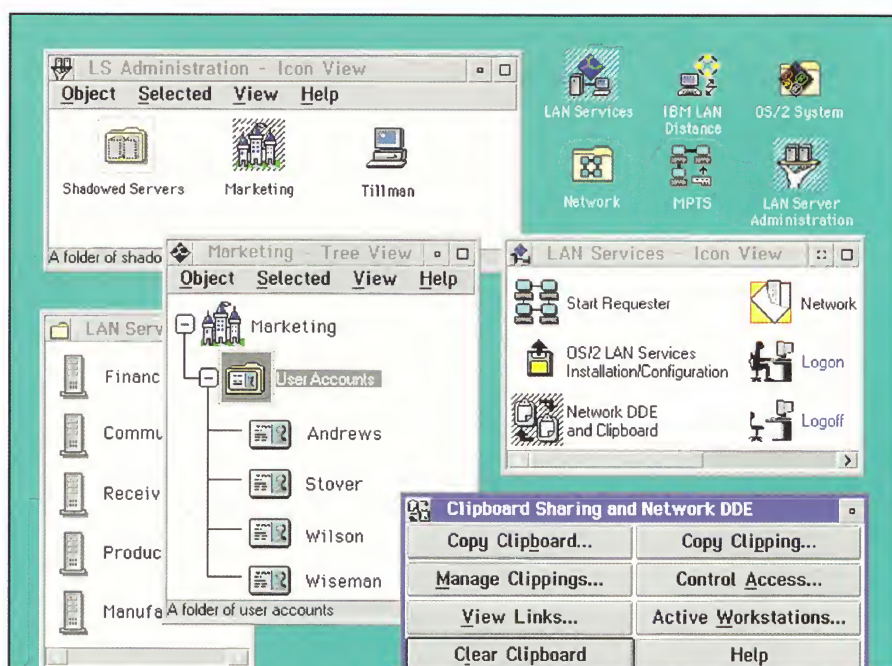 LS Administration - Icon View
Object Selected View Help
Shadowed Servers
Marketing
Tillman
A folder of shado
LAN Services
IBM LAN
Distance
OS/2 System
Network
MPTS
LAN Server
Administration
Marketing - Tree View
Object Selected View Help
Marketing
User Accounts
Andrews
Stover
Wilson
Wiseman
A folder of user accounts
LAN Serv
Financ
Commu
Receiv
Produc
Manufa
LAN Services - Icon View
Start Requester
Network
OS/2 LAN Services
Installation/Configuration
Logon
Network DDE
and Clipboard
Logoff
Clipboard Sharing and Network DDE
Copy Clipboard...
Copy Clipping...
Manage Clippings...
Control Access...
View Links...
Active Workstations...
Clear Clipboard
Help